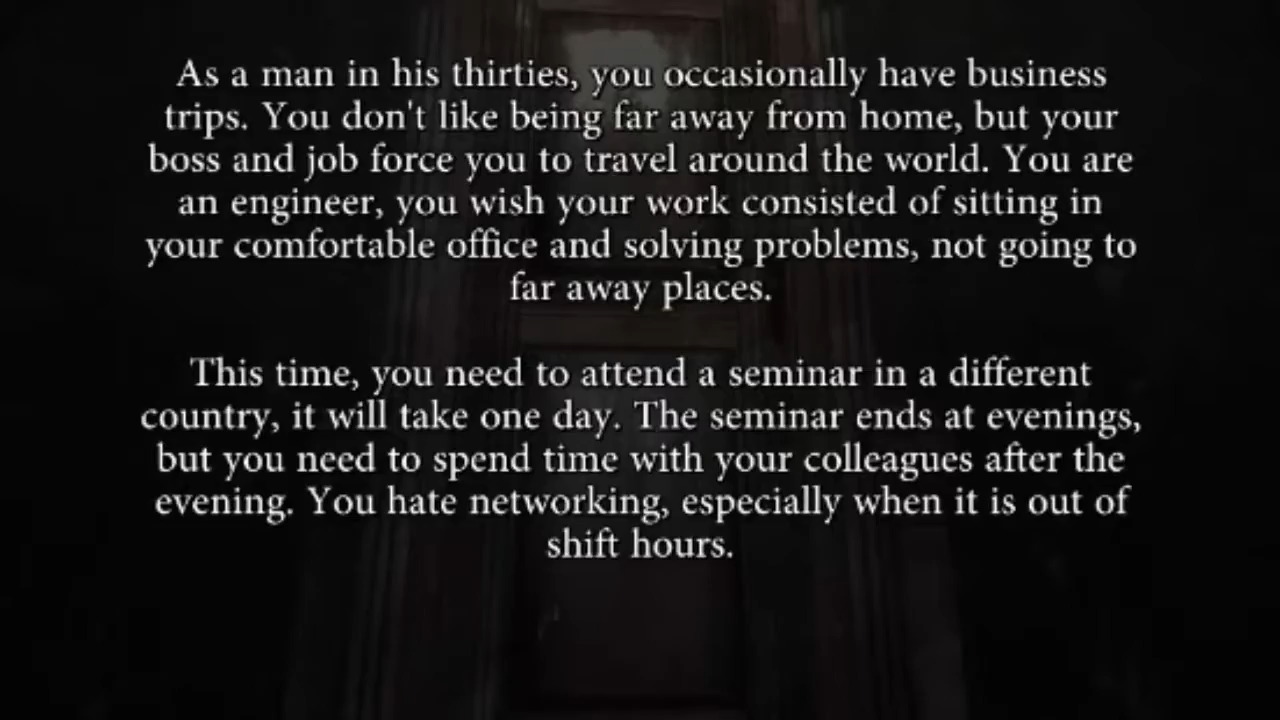 As a man in his thirties, you occasionally have business
trips. You don't like being far away from home, but your
boss and job force you to travel around the world. You are
an engineer, you wish your work consisted of sitting in
your comfortable office and solving problems, not going to
far away places.
This time, you need to attend a seminar in a different
country, it will take one day. The seminar ends at evenings,
but you need to spend time with your colleagues after the
evening. You hate networking, especially when it is out of
shift hours.